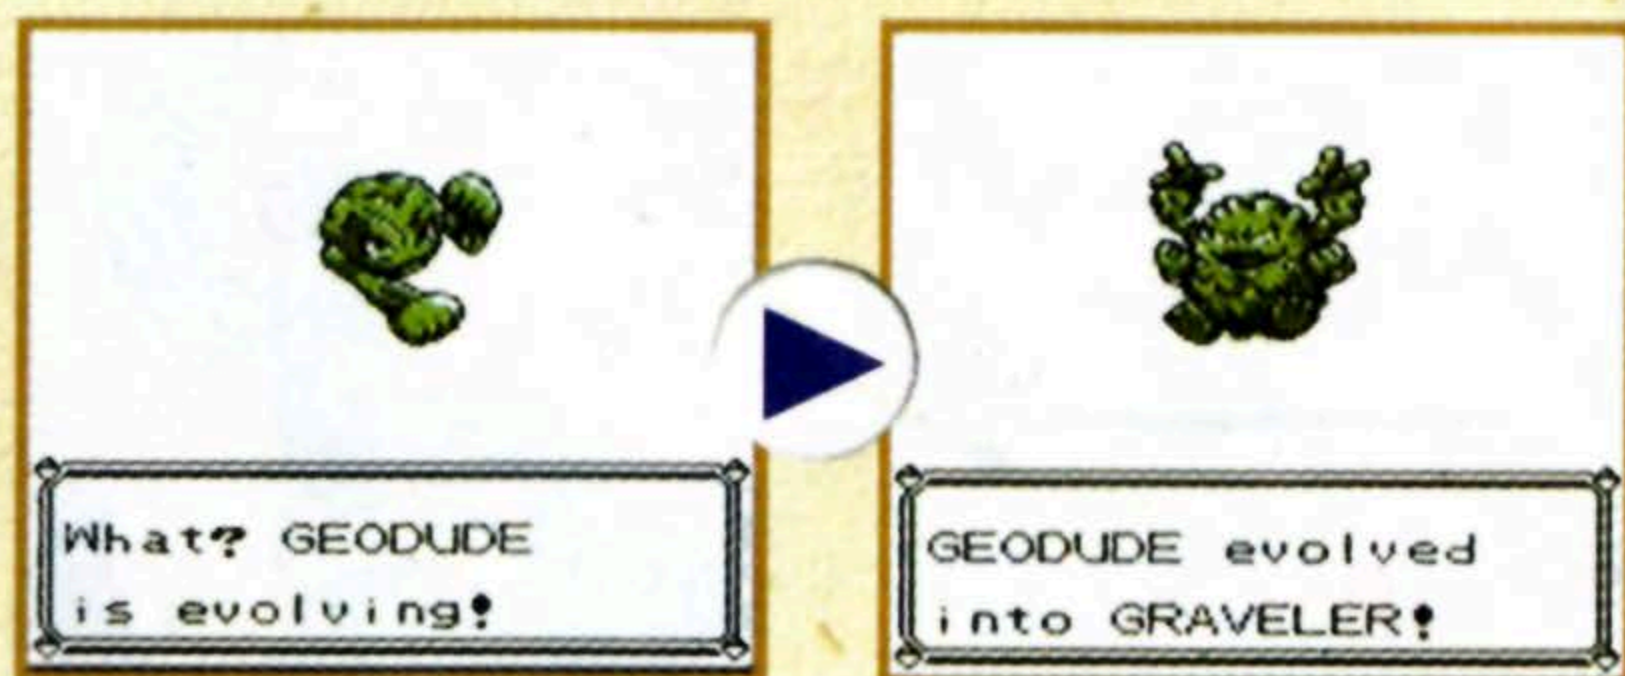 What? GEODUDE
is evolving!
GEODUDE evolved
into GRAVELER!